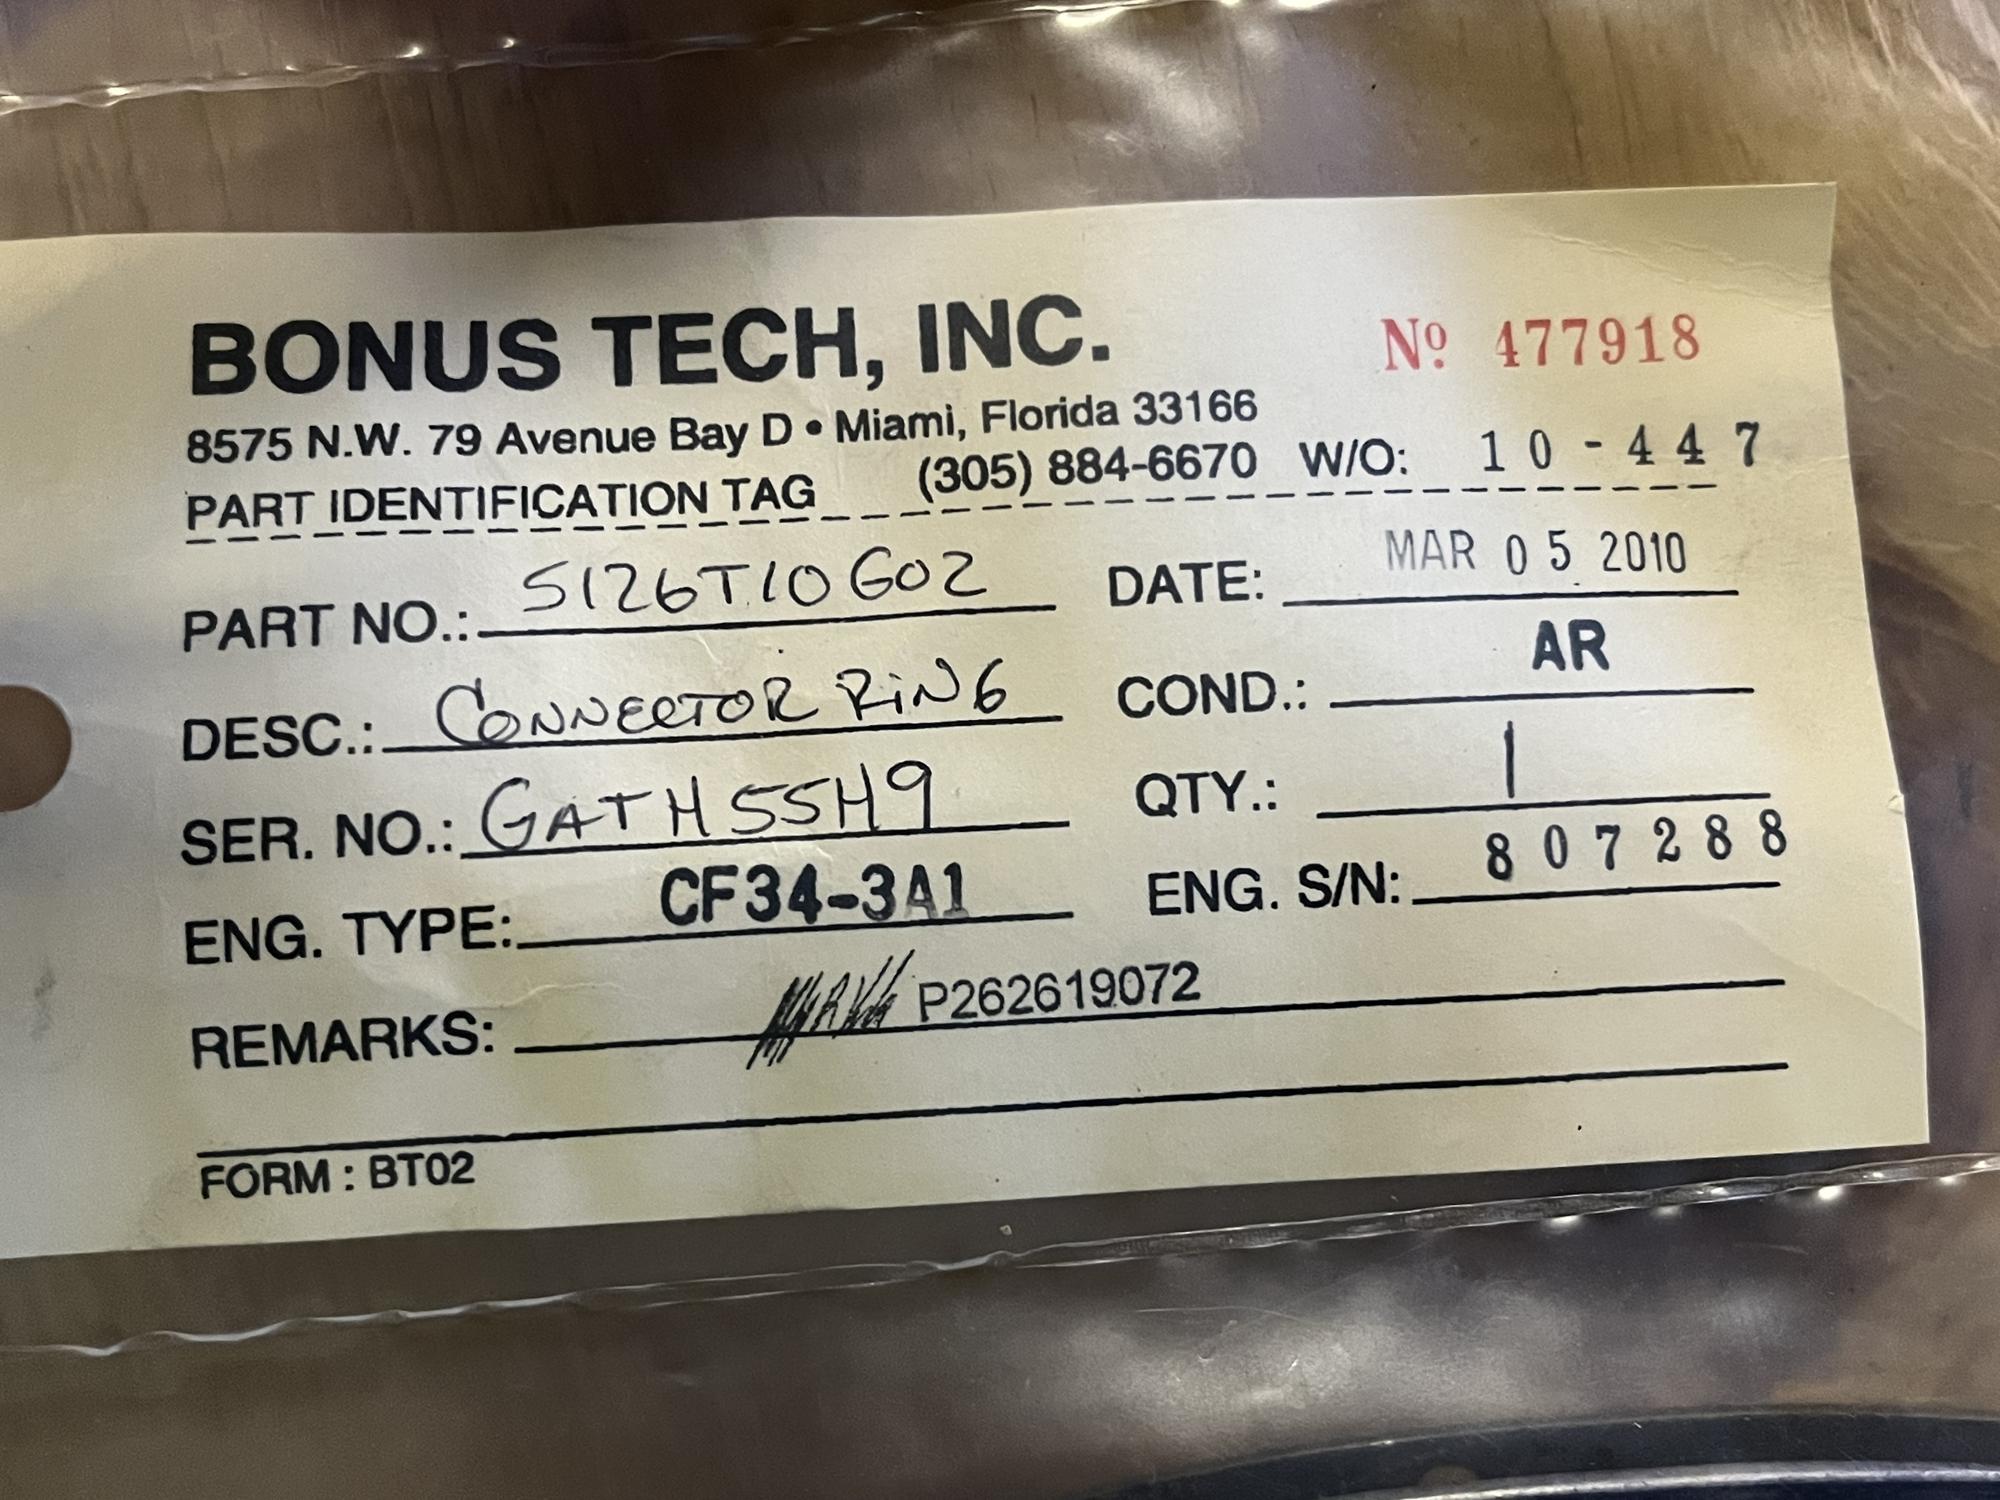 BONUS TECH, INC.
Nº 477918
8575 N.W. 79 Avenue Bay D • Miami, Florida 33166
PART IDENTIFICATION TAG (305) 884-6670 W/O: 10-447
PART NO.: 5126T10G02 DATE: MAR 05 2010
DESC.: CONNECTOR RING COND.: AR
SER. NO.: GATH55H9 QTY.: 1
ENG. TYPE: CF34-3A1 ENG. S/N: 807288
REMARKS: P262619072
FORM : BT02